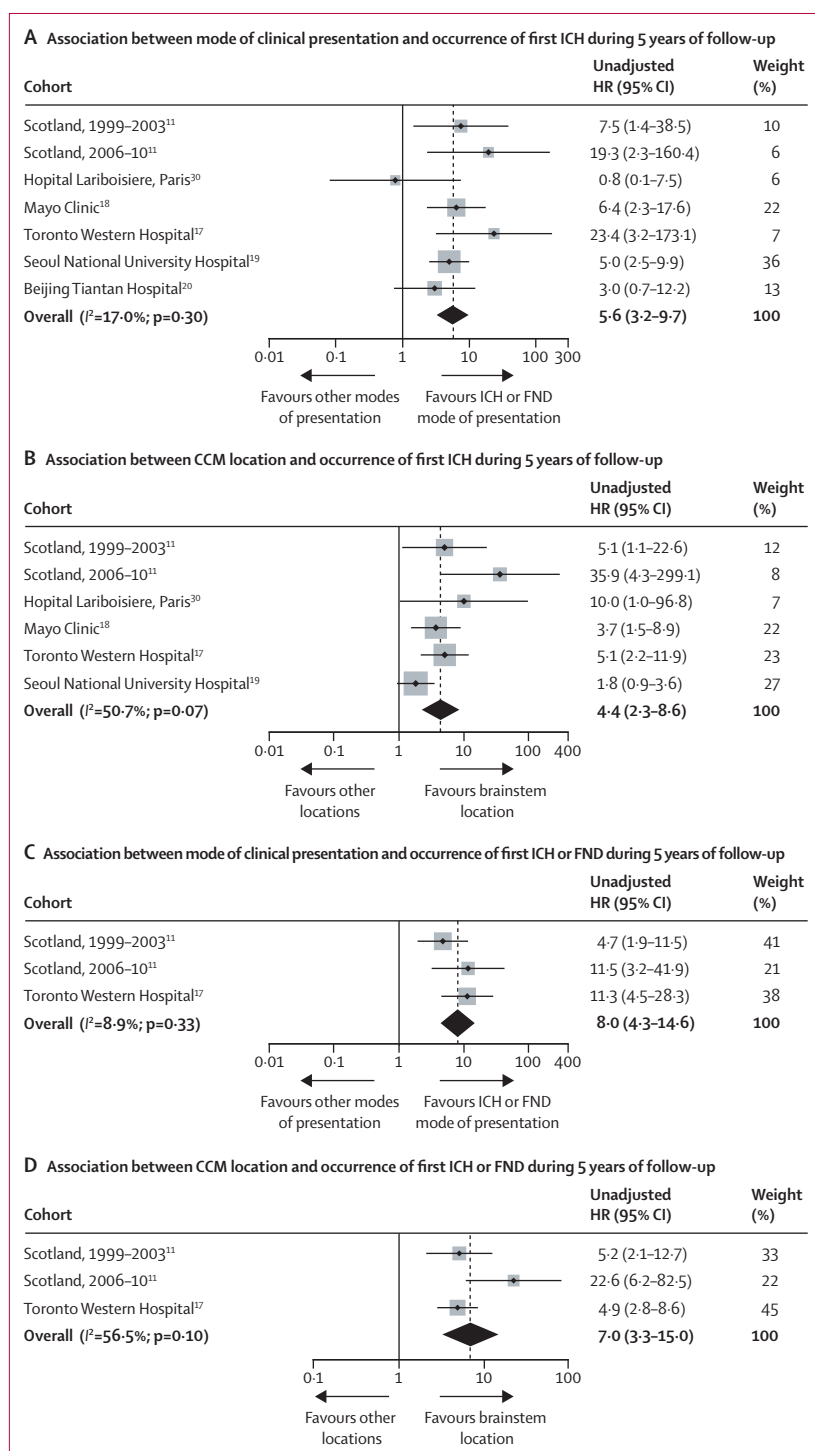 A Association between mode of clinical presentation and occurrence of first ICH during 5 years of follow-up
Cohort Unadjusted HR (95% CI) Weight (%)
Scotland, 1999–2003¹¹ 7·5 (1·4–38·5) 10
Scotland, 2006–10¹¹ 19·3 (2·3–160·4) 6
Hopital Lariboisiere, Paris³⁰ 0·8 (0·1–7·5) 6
Mayo Clinic¹⁸ 6·4 (2·3–17·6) 22
Toronto Western Hospital¹⁷ 23·4 (3·2–173·1) 7
Seoul National University Hospital¹⁹ 5·0 (2·5–9·9) 36
Beijing Tiantan Hospital²⁰ 3·0 (0·7–12·2) 13
Overall (I²=17·0%; p=0·30) 5·6 (3·2–9·7) 100
0·01 0·1 1 10 100 300
Favours other modes of presentation Favours ICH or FND mode of presentation
B Association between CCM location and occurrence of first ICH during 5 years of follow-up
Cohort Unadjusted HR (95% CI) Weight (%)
Scotland, 1999–2003¹¹ 5·1 (1·1–22·6) 12
Scotland, 2006–10¹¹ 35·9 (4·3–299·1) 8
Hopital Lariboisiere, Paris³⁰ 10·0 (1·0–96·8) 7
Mayo Clinic¹⁸ 3·7 (1·5–8·9) 22
Toronto Western Hospital¹⁷ 5·1 (2·2–11·9) 23
Seoul National University Hospital¹⁹ 1·8 (0·9–3·6) 27
Overall (I²=50·7%; p=0·07) 4·4 (2·3–8·6) 100
0·01 0·1 1 10 100 400
Favours other locations Favours brainstem location
C Association between mode of clinical presentation and occurrence of first ICH or FND during 5 years of follow-up
Cohort Unadjusted HR (95% CI) Weight (%)
Scotland, 1999–2003¹¹ 4·7 (1·9–11·5) 41
Scotland, 2006–10¹¹ 11·5 (3·2–41·9) 21
Toronto Western Hospital¹⁷ 11·3 (4·5–28·3) 38
Overall (I²=8·9%; p=0·33) 8·0 (4·3–14·6) 100
0·01 0·1 1 10 100 400
Favours other modes of presentation Favours ICH or FND mode of presentation
D Association between CCM location and occurrence of first ICH or FND during 5 years of follow-up
Cohort Unadjusted HR (95% CI) Weight (%)
Scotland, 1999–2003¹¹ 5·2 (2·1–12·7) 33
Scotland, 2006–10¹¹ 22·6 (6·2–82·5) 22
Toronto Western Hospital¹⁷ 4·9 (2·8–8·6) 45
Overall (I²=56·5%; p=0·10) 7·0 (3·3–15·0) 100
0·1 1 10 100
Favours other locations Favours brainstem location